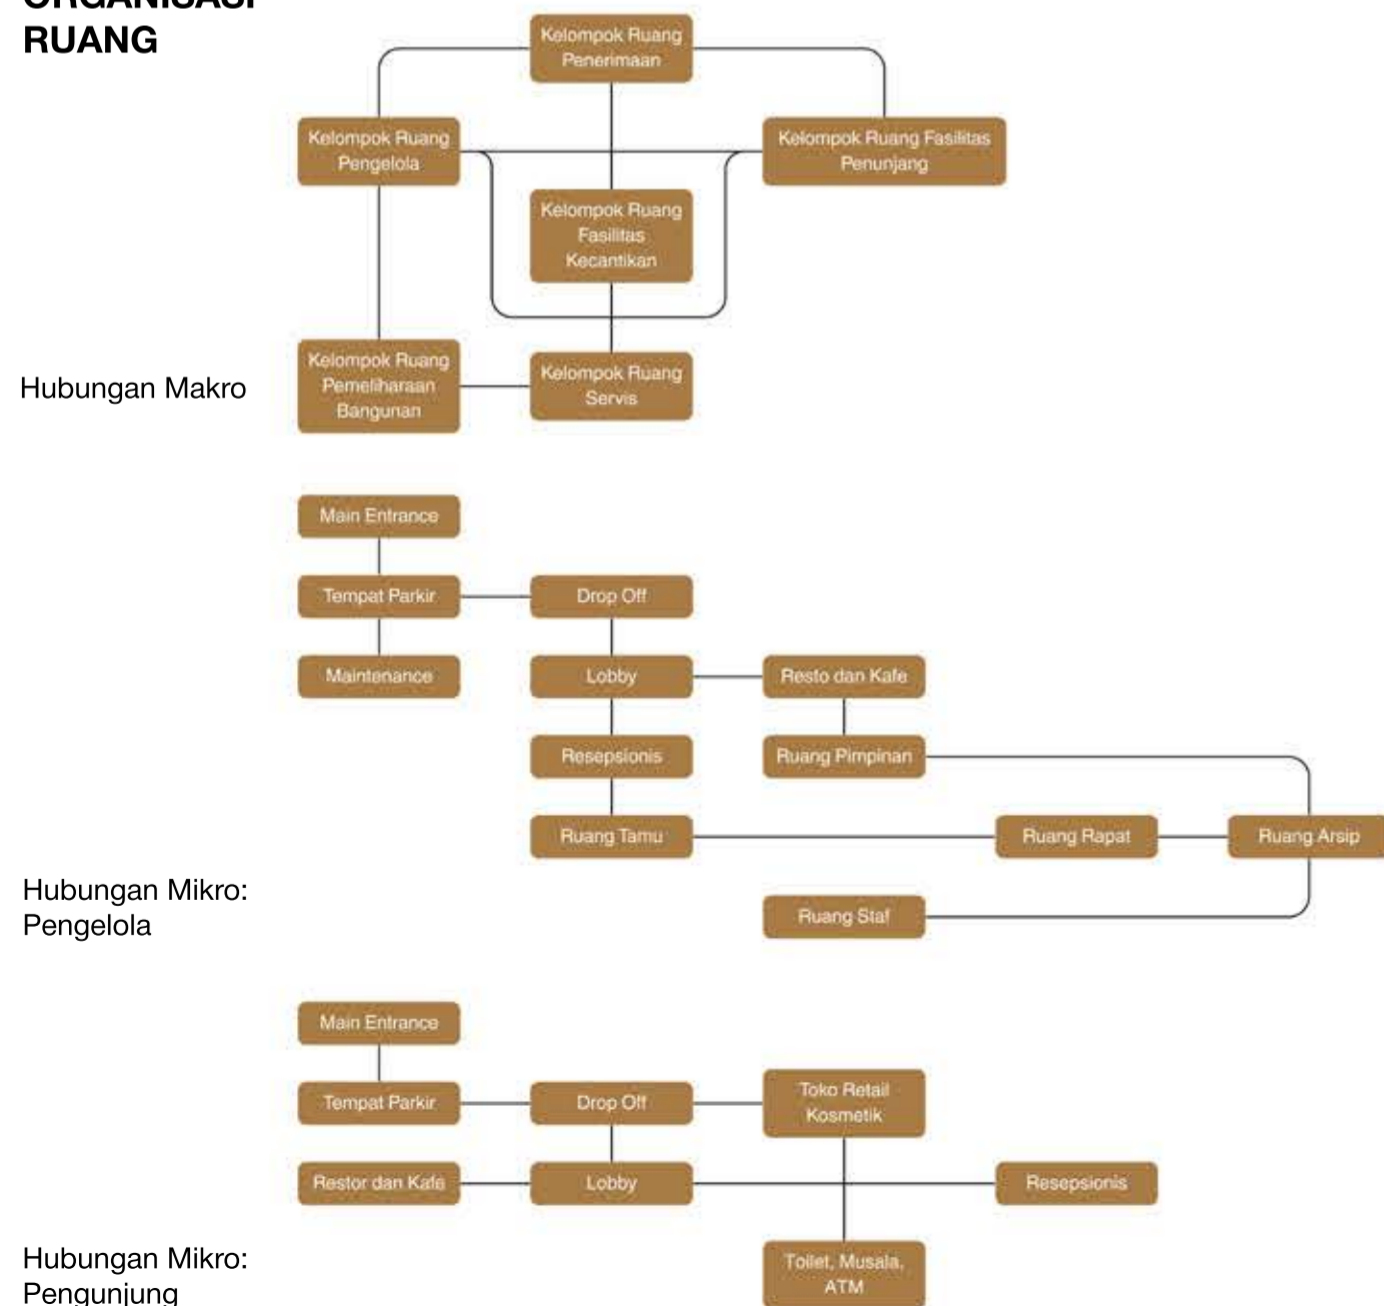 ORGANISASI
RUANG
Kelompok Ruang
Penerimaan
Kelompok Ruang
Pengelola
Kelompok Ruang Fasilitas
Penunjang
Kelompok Ruang
Fasilitas
Kecantikan
Kelompok Ruang
Pemeliharaan
Bangunan
Kelompok Ruang
Servis
Hubungan Makro
Main Entrance
Tempat Parkir
Drop Off
Maintenance
Lobby
Resto dan Kafe
Resepsionis
Ruang Pimpinan
Ruang Tamu
Ruang Rapat
Ruang Arsip
Ruang Staf
Hubungan Mikro:
Pengelola
Main Entrance
Tempat Parkir
Drop Off
Toko Retail
Kosmetik
Restor dan Kafe
Lobby
Resepsionis
Toilet, Musala,
ATM
Hubungan Mikro:
Pengunjung